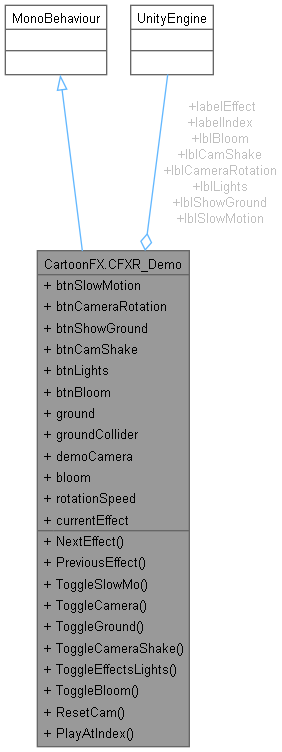 MonoBehaviour
UnityEngine
+labelEffect
+labelIndex
+lblBloom
+lblCamShake
+lblCameraRotation
+lblLights
+lblShowGround
+lblSlowMotion
CartoonFX.CFXR_Demo
+ btnSlowMotion
+ btnCameraRotation
+ btnShowGround
+ btnCamShake
+ btnLights
+ btnBloom
+ ground
+ groundCollider
+ demoCamera
+ bloom
+ rotationSpeed
+ currentEffect
+ NextEffect()
+ PreviousEffect()
+ ToggleSlowMo()
+ ToggleCamera()
+ ToggleGround()
+ ToggleCameraShake()
+ ToggleEffectsLights()
+ ToggleBloom()
+ ResetCam()
+ PlayAtIndex()